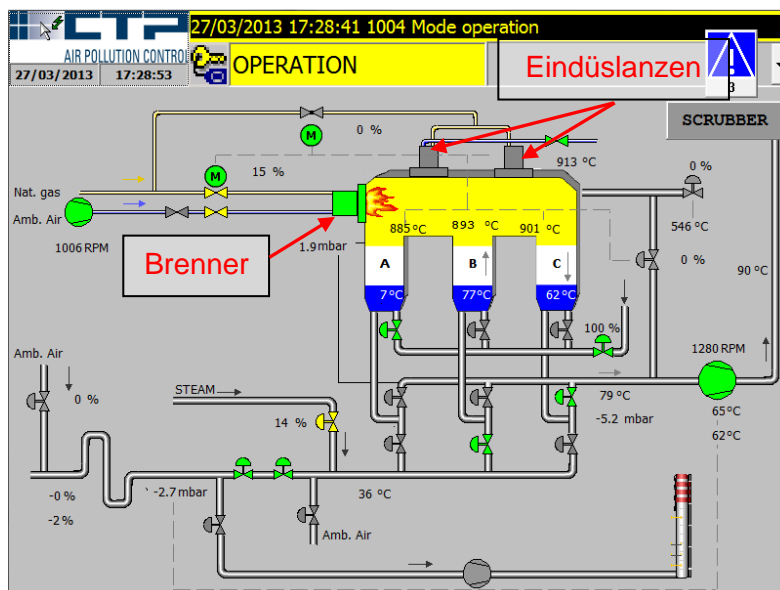 27/03/2013 17:28:41 1004 Mode operation
CTP
AIR POLLUTION CONTROL
27/03/2013 17:28:53
OPERATION
Eindüslanzen
!
3
SCRUBBER
M
0 %
M
15 %
913 °C
0 %
Nat. gas
Amb. Air
1006 RPM
885 °C
893 °C
901 °C
546 °C
1.9 mbar
Brenner
A
B
C
0 %
90 °C
7 °C
77 °C
62 °C
100 %
1280 RPM
Amb. Air
0 %
STEAM
14 %
79 °C
-5.2 mbar
65 °C
62 °C
-0 %
-2 %
-2.7 mbar
36 °C
Amb. Air